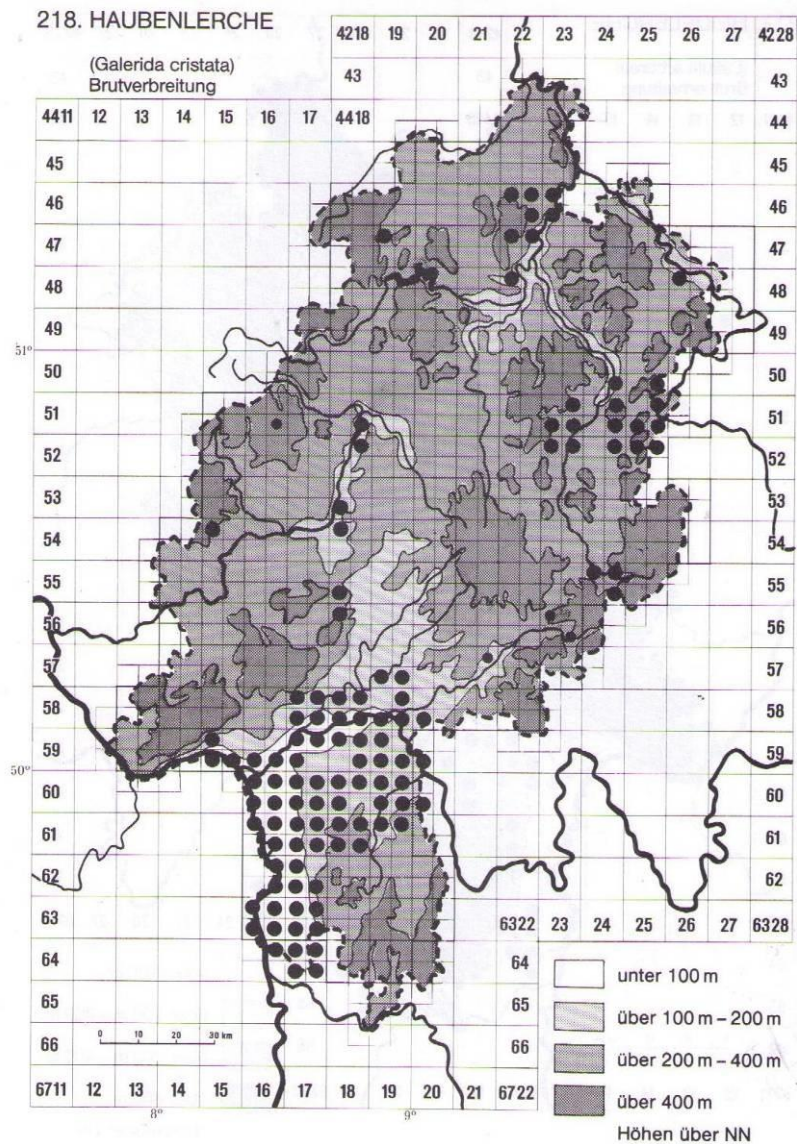 218. HAUBENLERCHE
(Galerida cristata)
Brutverbreitung
4218 19 20 21 22 23 24 25 26 27 4228
43 43
4411 12 13 14 15 16 17 4418 44
45 45
46 46
47 47
48 48
49 49
51°
50 50
51 51
52 52
53 53
54 54
55 55
56 56
57 57
58 58
59 59
50°
60 60
61 61
62 62
63 6322 23 24 25 26 27 6328
64 64
65 65
66 66
0 10 20 30 km
6711 12 13 14 15 16 17 18 19 20 21 6722
8° 9°
unter 100 m
über 100 m – 200 m
über 200 m – 400 m
über 400 m
Höhen über NN